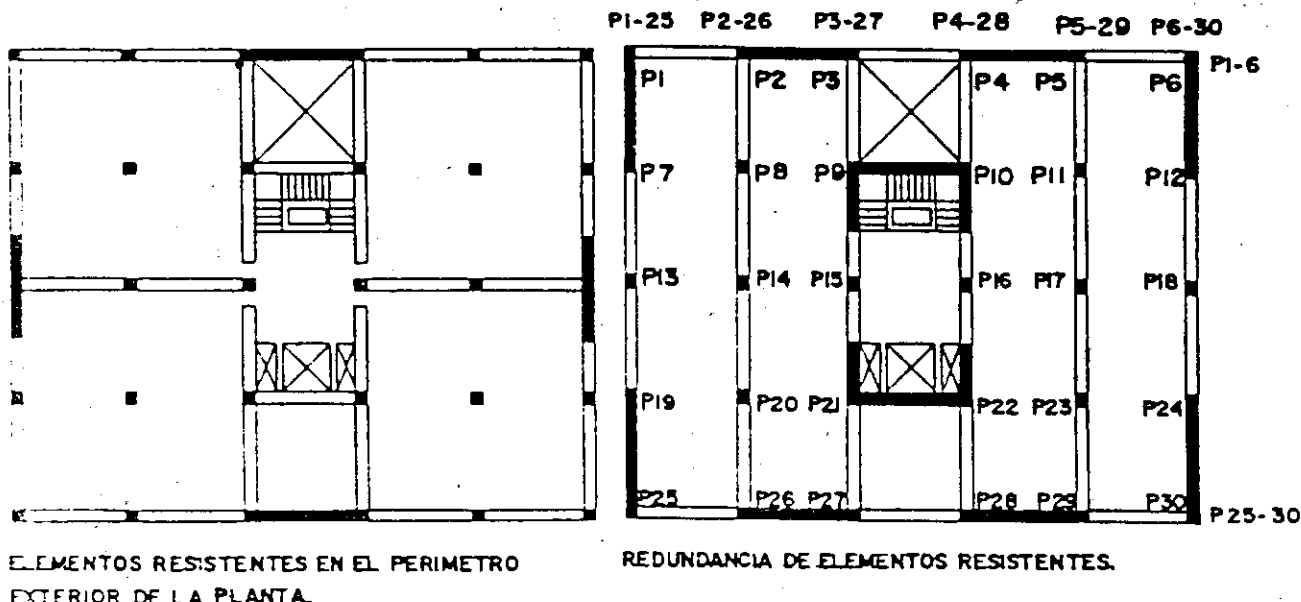 P1-25 P2-26 P3-27 P4-28 P5-29 P6-30
P1-6
P1 P2 P3 P4 P5 P6
P7 P8 P9 P10 P11 P12
P13 P14 P15 P16 P17 P18
P19 P20 P21 P22 P23 P24
P25 P26 P27 P28 P29 P30
P25-30
ELEMENTOS RESISTENTES EN EL PERIMETRO
EXTERIOR DE LA PLANTA.
REDUNDANCIA DE ELEMENTOS RESISTENTES.